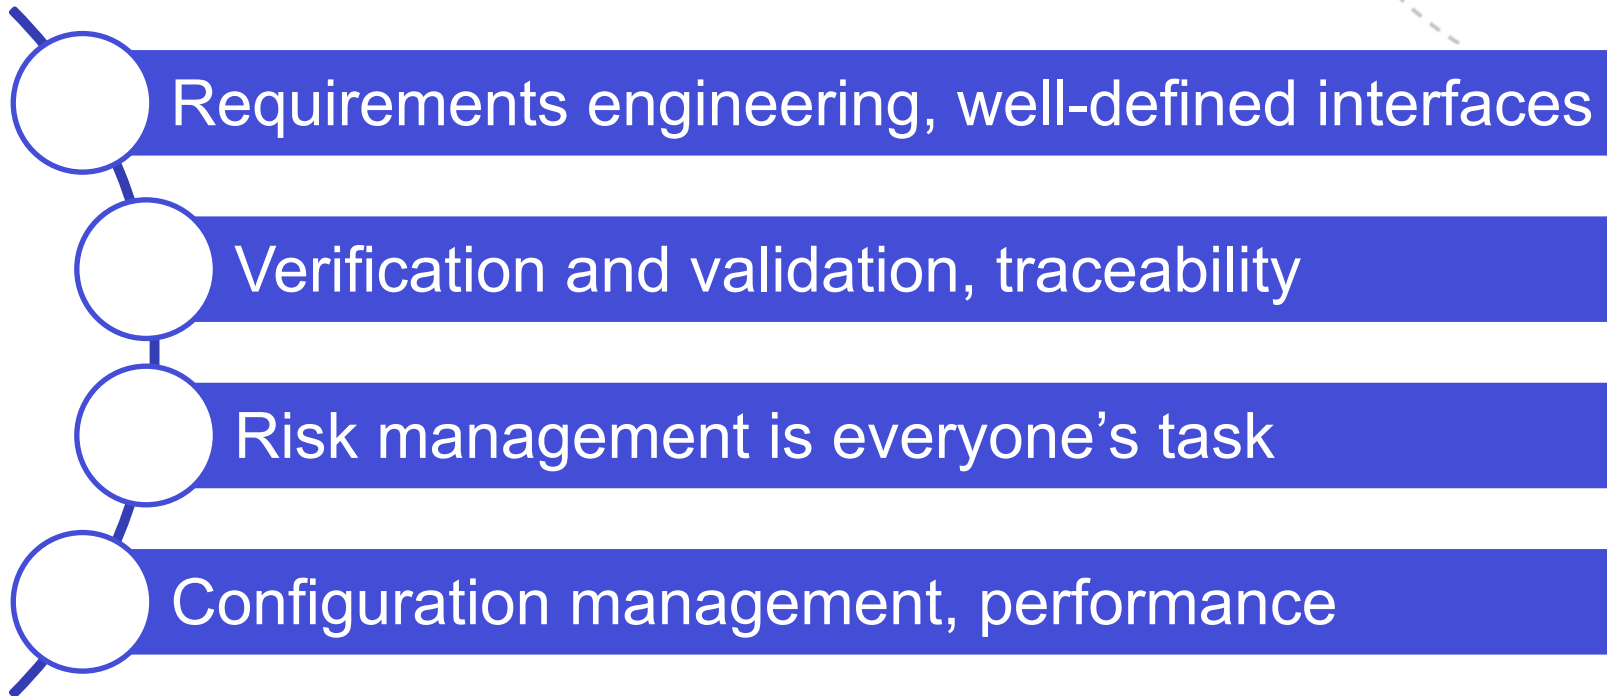 Requirements engineering, well-defined interfaces
Verification and validation, traceability
Risk management is everyone’s task
Configuration management, performance